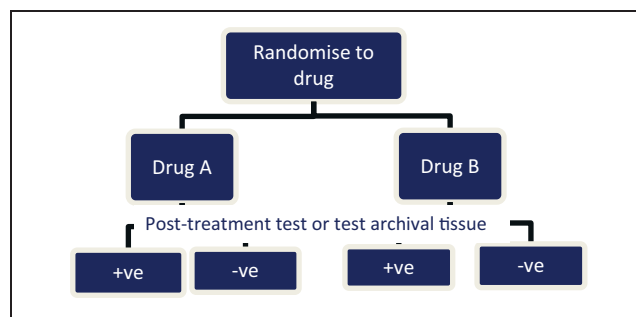 Randomise to
drug
Drug A
Drug B
Post-treatment test or test archival tissue
+ve
-ve
+ve
-ve